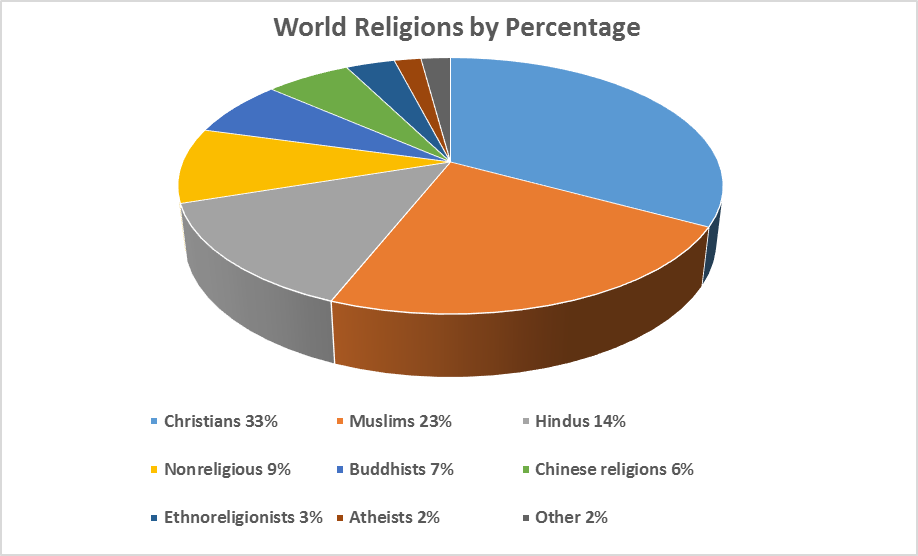 World Religions by Percentage
Christians 33% Muslims 23% Hindus 14%
Nonreligious 9% Buddhists 7% Chinese religions 6%
Ethnoreligionists 3% Atheists 2% Other 2%